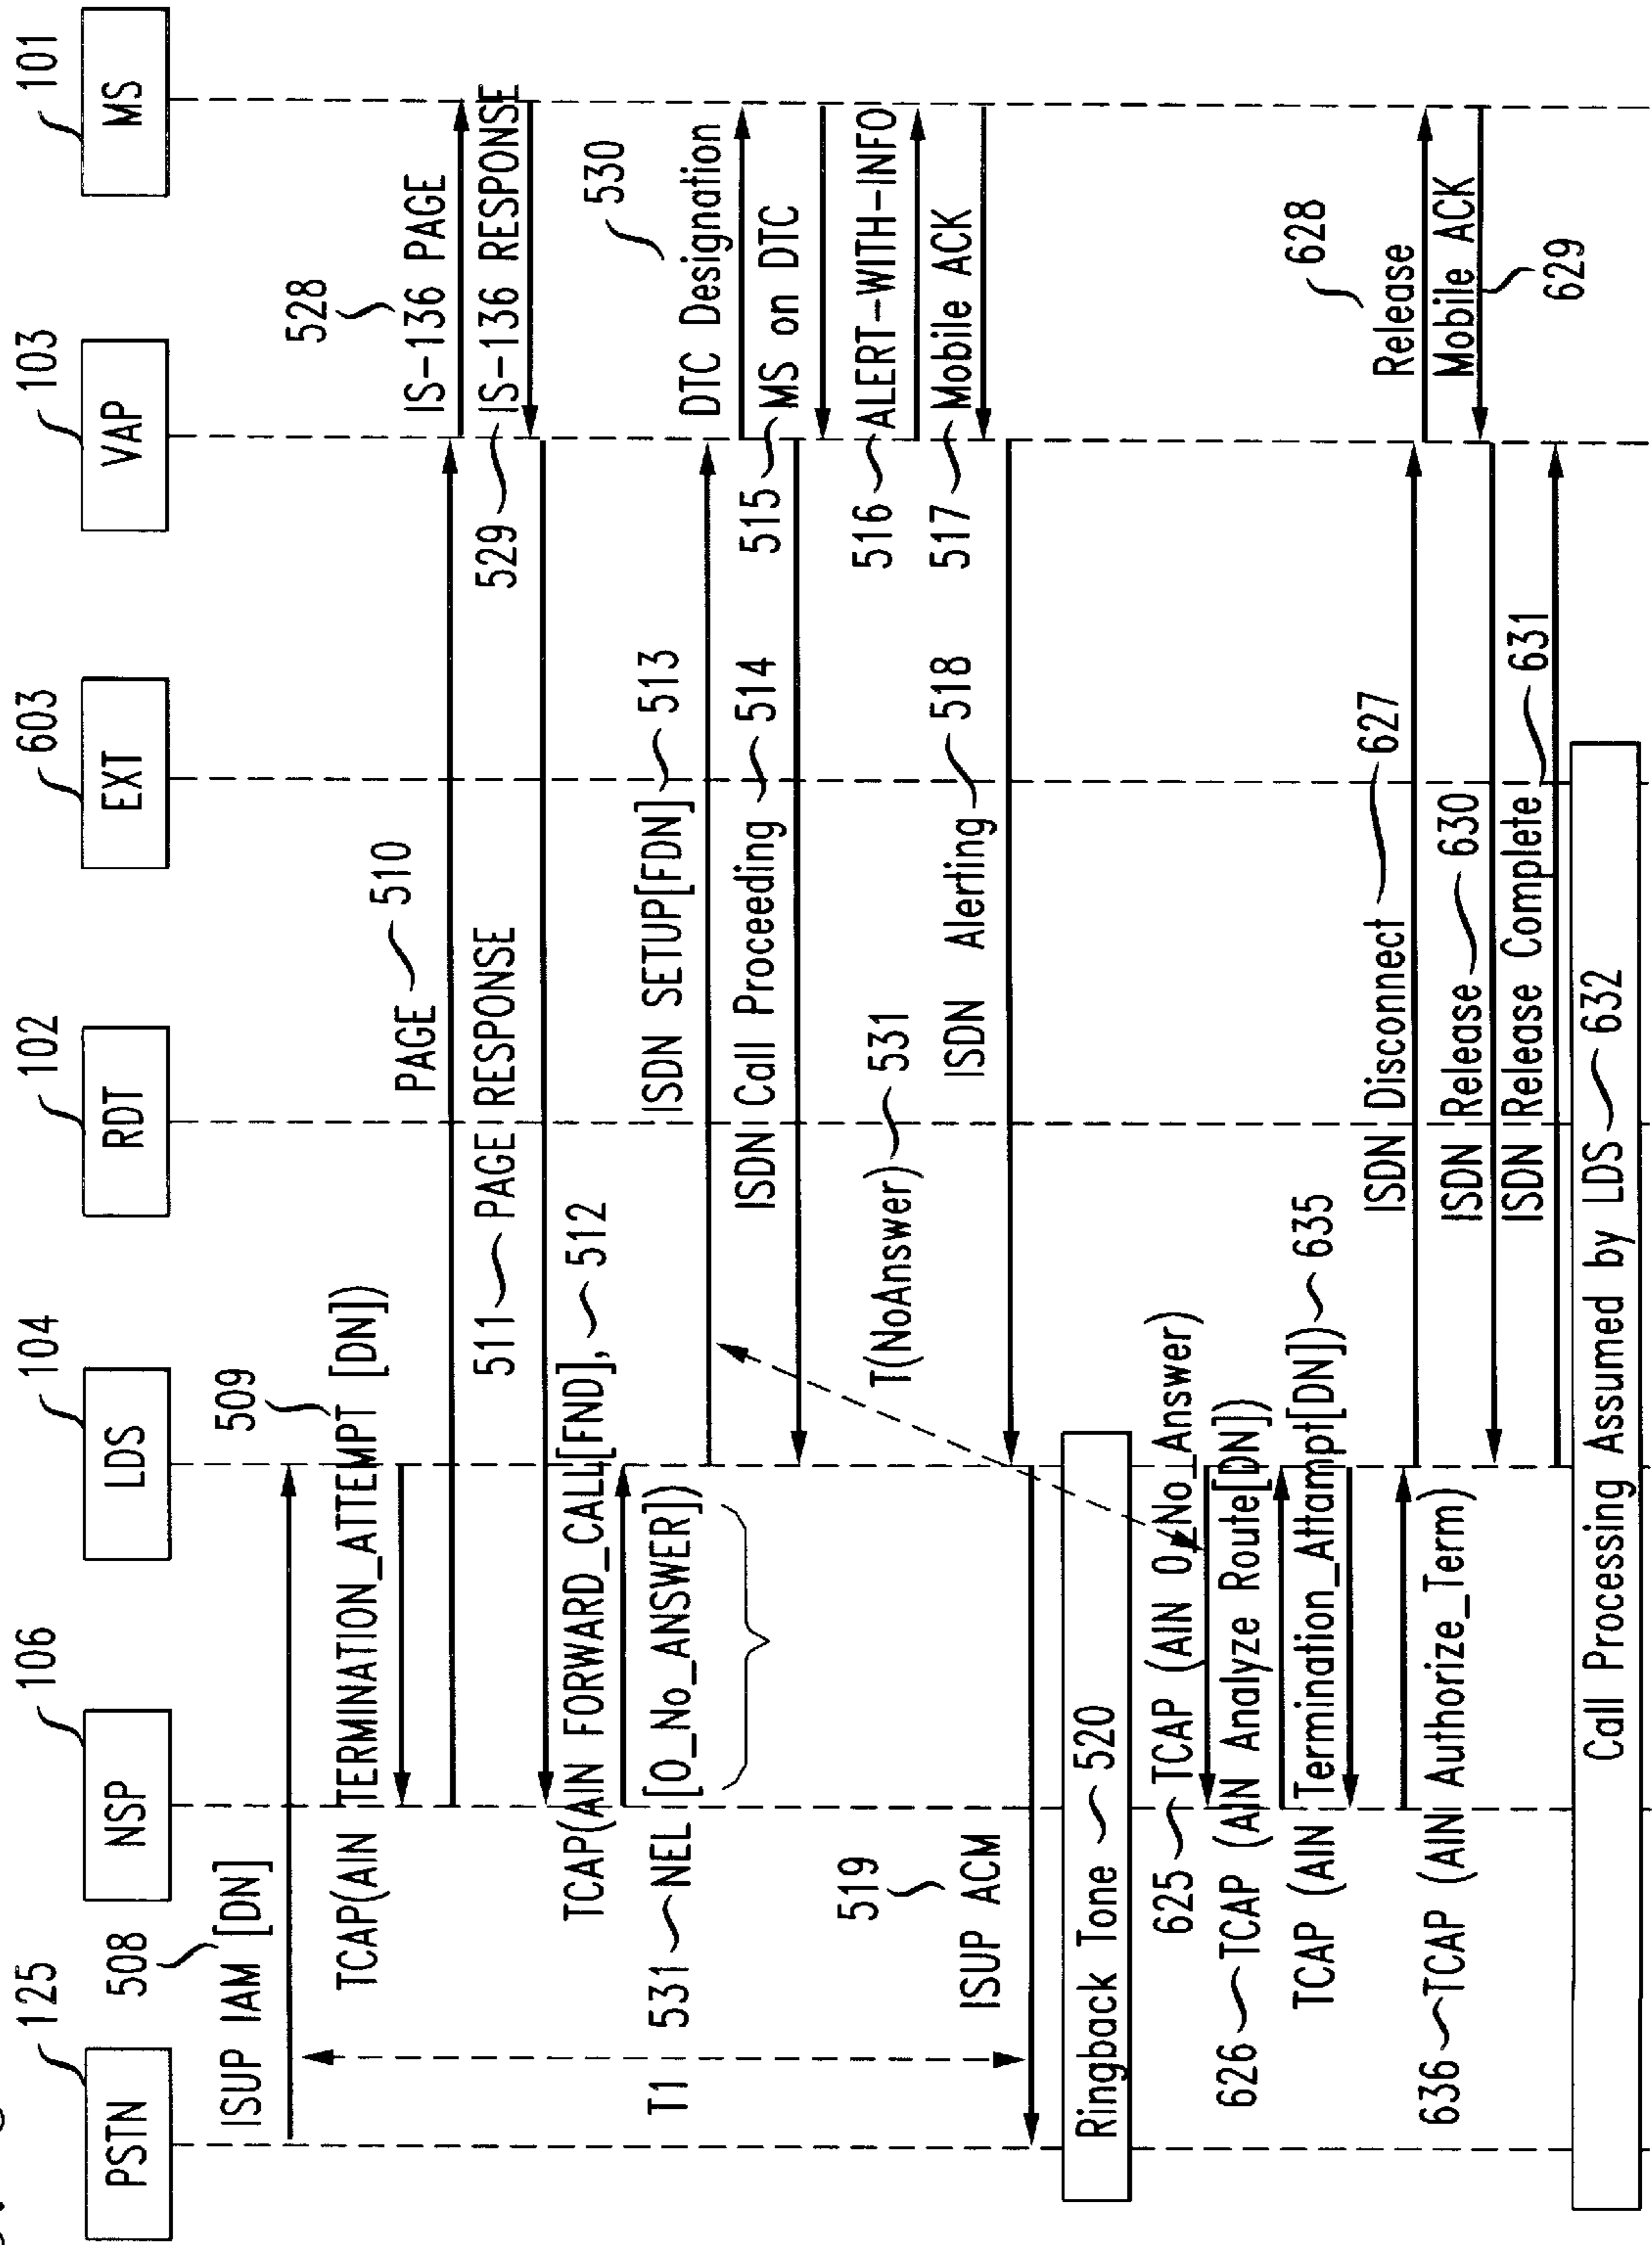 PSTN 125
NSP 106
LDS 104
RDT 102
EXT 603
VAP 103
MS 101
ISUP IAM [DN] 508
TCAP(AIN TERMINATION_ATTEMPT [DN]) 509
PAGE 510
IS-136 PAGE 528
529 IS-136 RESPONSE
511 PAGE RESPONSE
TCAP(AIN FORWARD_CALL[FND], 512
531 NEL [O_No_ANSWER])
T1
ISDN SETUP[FDN] 513
DTC Designation 530
ISDN Call Proceeding 514
515 MS on DTC
T(NoAnswer) 531
516 ALERT-WITH-INFO
517 Mobile ACK
ISDN Alerting 518
519
ISUP ACM
Ringback Tone 520
625 TCAP (AIN O_No_Answer)
626 TCAP (AIN Analyze Route[DN])
TCAP (AIN Termination_Attampt[DN]) 635
636 TCAP (AIN Authorize_Term)
ISDN Disconnect 627
Release 628
Mobile ACK 629
ISDN Release 630
ISDN Release Complete 631
Call Processing Assumed by LDS 632